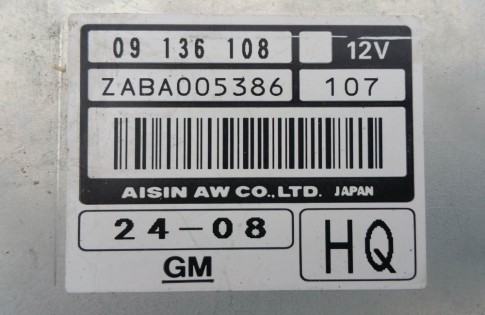 09 136 108 12V
ZABA005386 107
AISIN AW CO.,LTD. JAPAN
24-08 HQ
GM